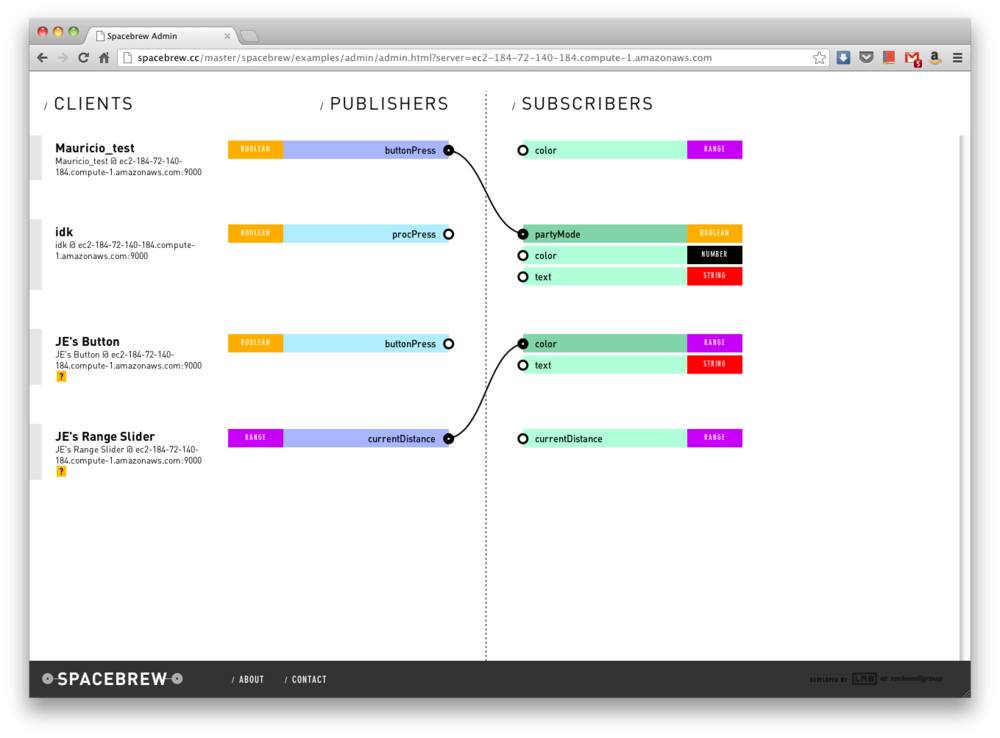 Spacebrew Admin
spacebrew.cc/master/spacebrew/examples/admin/admin.html?server=ec2-184-72-140-184.compute-1.amazonaws.com
5
/ CLIENTS
/ PUBLISHERS
/ SUBSCRIBERS
Mauricio_test
Mauricio_test @ ec2-184-72-140-
184.compute-1.amazonaws.com:9000
BOOLEAN
buttonPress
color
RANGE
idk
idk @ ec2-184-72-140-184.compute-
1.amazonaws.com:9000
BOOLEAN
procPress
partyMode
BOOLEAN
color
NUMBER
text
STRING
JE's Button
JE's Button @ ec2-184-72-140-
184.compute-1.amazonaws.com:9000
?
BOOLEAN
buttonPress
color
RANGE
text
STRING
JE's Range Slider
JE's Range Slider @ ec2-184-72-140-
184.compute-1.amazonaws.com:9000
?
RANGE
currentDistance
currentDistance
RANGE
SPACEBREW
/ ABOUT
/ CONTACT
DEVELOPED BY LAB at rockwellgroup